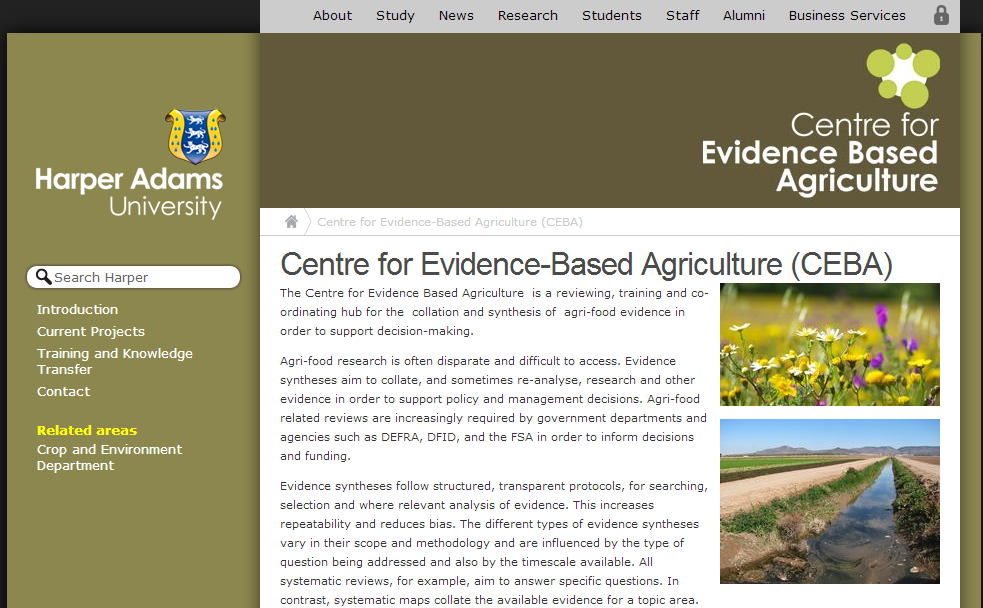 About Study News Research Students Staff Alumni Business Services
Harper Adams
University
Centre for
Evidence Based
Agriculture
Search Harper
Introduction
Current Projects
Training and Knowledge
Transfer
Contact
Related areas
Crop and Environment
Department
Centre for Evidence-Based Agriculture (CEBA)
Centre for Evidence-Based Agriculture (CEBA)
The Centre for Evidence Based Agriculture is a reviewing, training and co-
ordinating hub for the collation and synthesis of agri-food evidence in
order to support decision-making.
Agri-food research is often disparate and difficult to access. Evidence
syntheses aim to collate, and sometimes re-analyse, research and other
evidence in order to support policy and management decisions. Agri-food
related reviews are increasingly required by government departments and
agencies such as DEFRA, DFID, and the FSA in order to inform decisions
and funding.
Evidence syntheses follow structured, transparent protocols, for searching,
selection and where relevant analysis of evidence. This increases
repeatability and reduces bias. The different types of evidence syntheses
vary in their scope and methodology and are influenced by the type of
question being addressed and also by the timescale available. All
systematic reviews, for example, aim to answer specific questions. In
contrast, systematic maps collate the available evidence for a topic area.